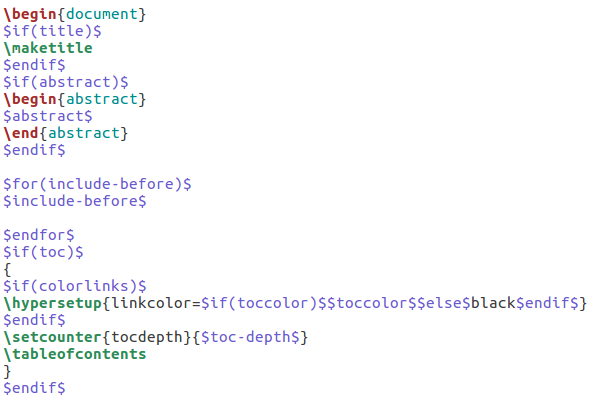 \begin{document}
$if(title)$
\maketitle
$endif$
$if(abstract)$
\begin{abstract}
$abstract$
\end{abstract}
$endif$

$for(include-before)$
$include-before$

$endfor$
$if(toc)$
{
$if(colorlinks)$
\hypersetup{linkcolor=$if(toccolor)$$toccolor$$else$black$endif$}
$endif$
\setcounter{tocdepth}{$toc-depth$}
\tableofcontents
}
$endif$